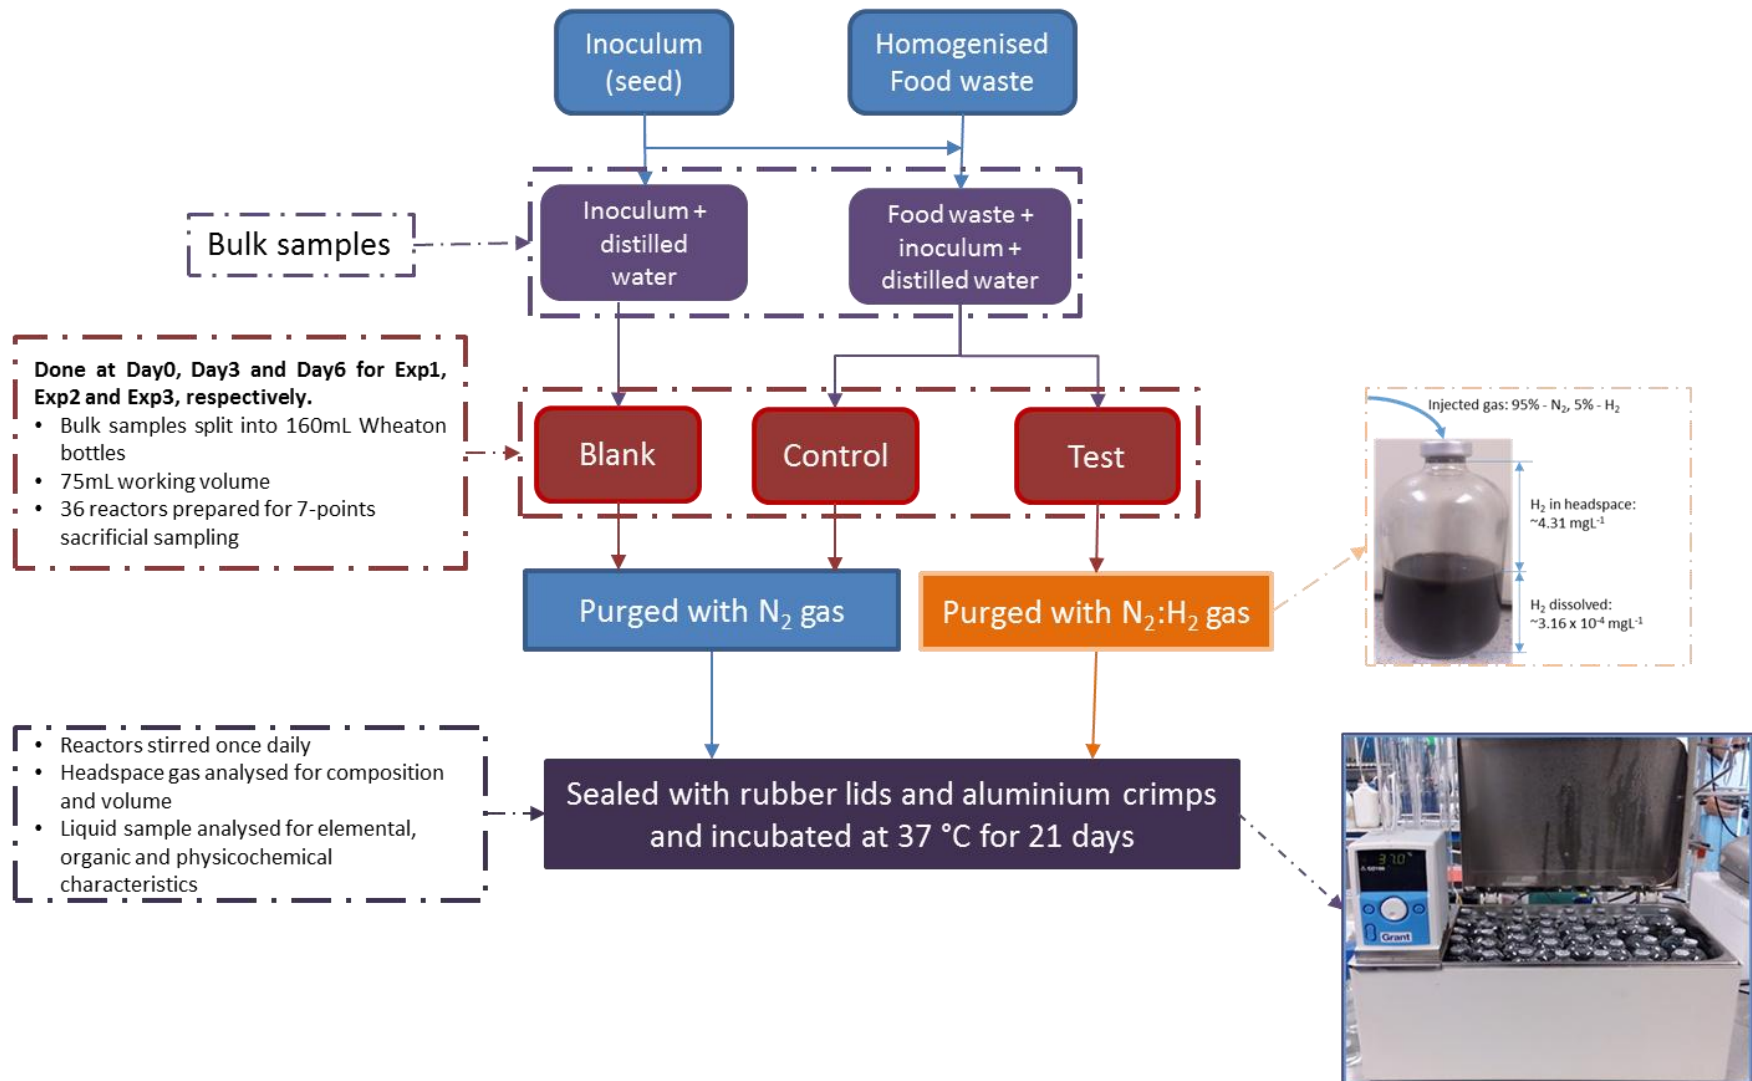 Inoculum
(seed)
Homogenised
Food waste
Bulk samples
Inoculum +
distilled
water
Food waste +
inoculum +
distilled water
Done at Day0, Day3 and Day6 for Exp1,
Exp2 and Exp3, respectively.
• Bulk samples split into 160mL Wheaton
bottles
• 75mL working volume
• 36 reactors prepared for 7-points
sacrificial sampling
Blank
Control
Test
Injected gas: 95% - N₂, 5% - H₂
H₂ in headspace:
~4.31 mgL⁻¹
H₂ dissolved:
~3.16 x 10⁻⁴ mgL⁻¹
Purged with N₂ gas
Purged with N₂:H₂ gas
• Reactors stirred once daily
• Headspace gas analysed for composition
and volume
• Liquid sample analysed for elemental,
organic and physicochemical
characteristics
Sealed with rubber lids and aluminium crimps
and incubated at 37 °C for 21 days
37.0
Grant